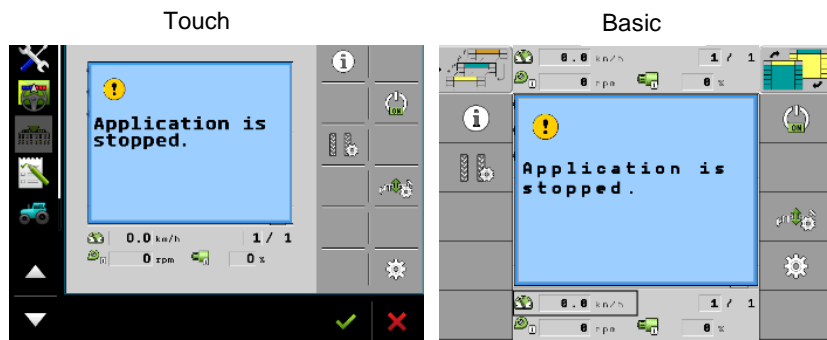 Touch
Basic
ON
Application is
stopped.
0.0 km/h 1 / 1
0 rpm 0 %
0.0 km/h 1 / 1
0 rpm 0 %
ON
Application is
stopped.
0.0 km/h 1 / 1
0 rpm 0 %